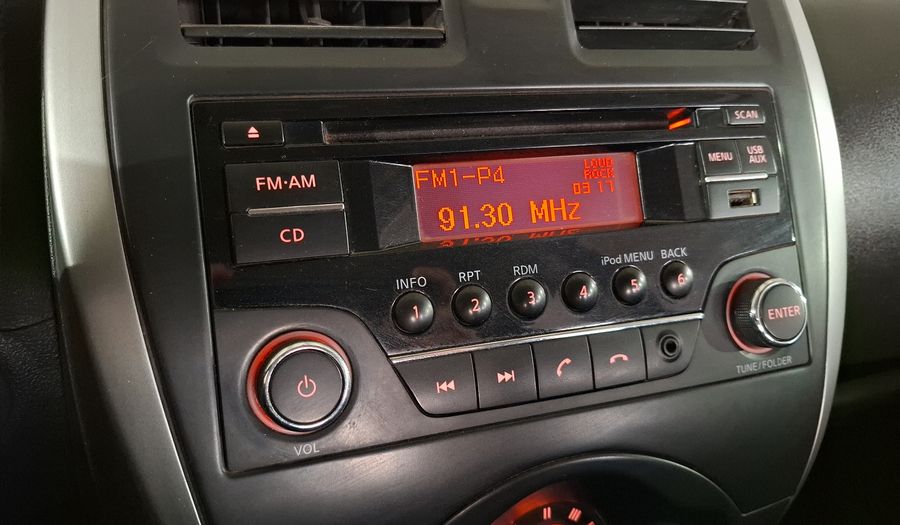 SCAN
MENU
USB
AUX
FM·AM
CD
FM1-P4
LOUD
ROCK
03 17
91.30 MHz
INFO
RPT
RDM
iPod MENU
BACK
1
2
3
4
5
6
ENTER
VOL
TUNE/FOLDER